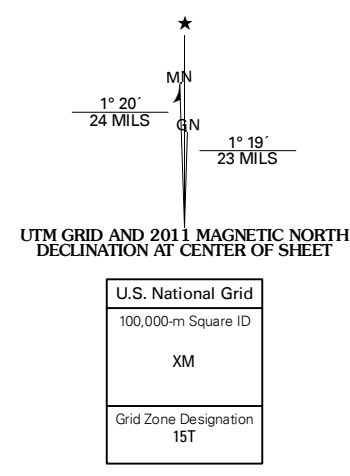 ★
MN
1° 20´
24 MILS
GN
1° 19´
23 MILS
UTM GRID AND 2011 MAGNETIC NORTH
DECLINATION AT CENTER OF SHEET
U.S. National Grid
100,000-m Square ID
XM
Grid Zone Designation
15T